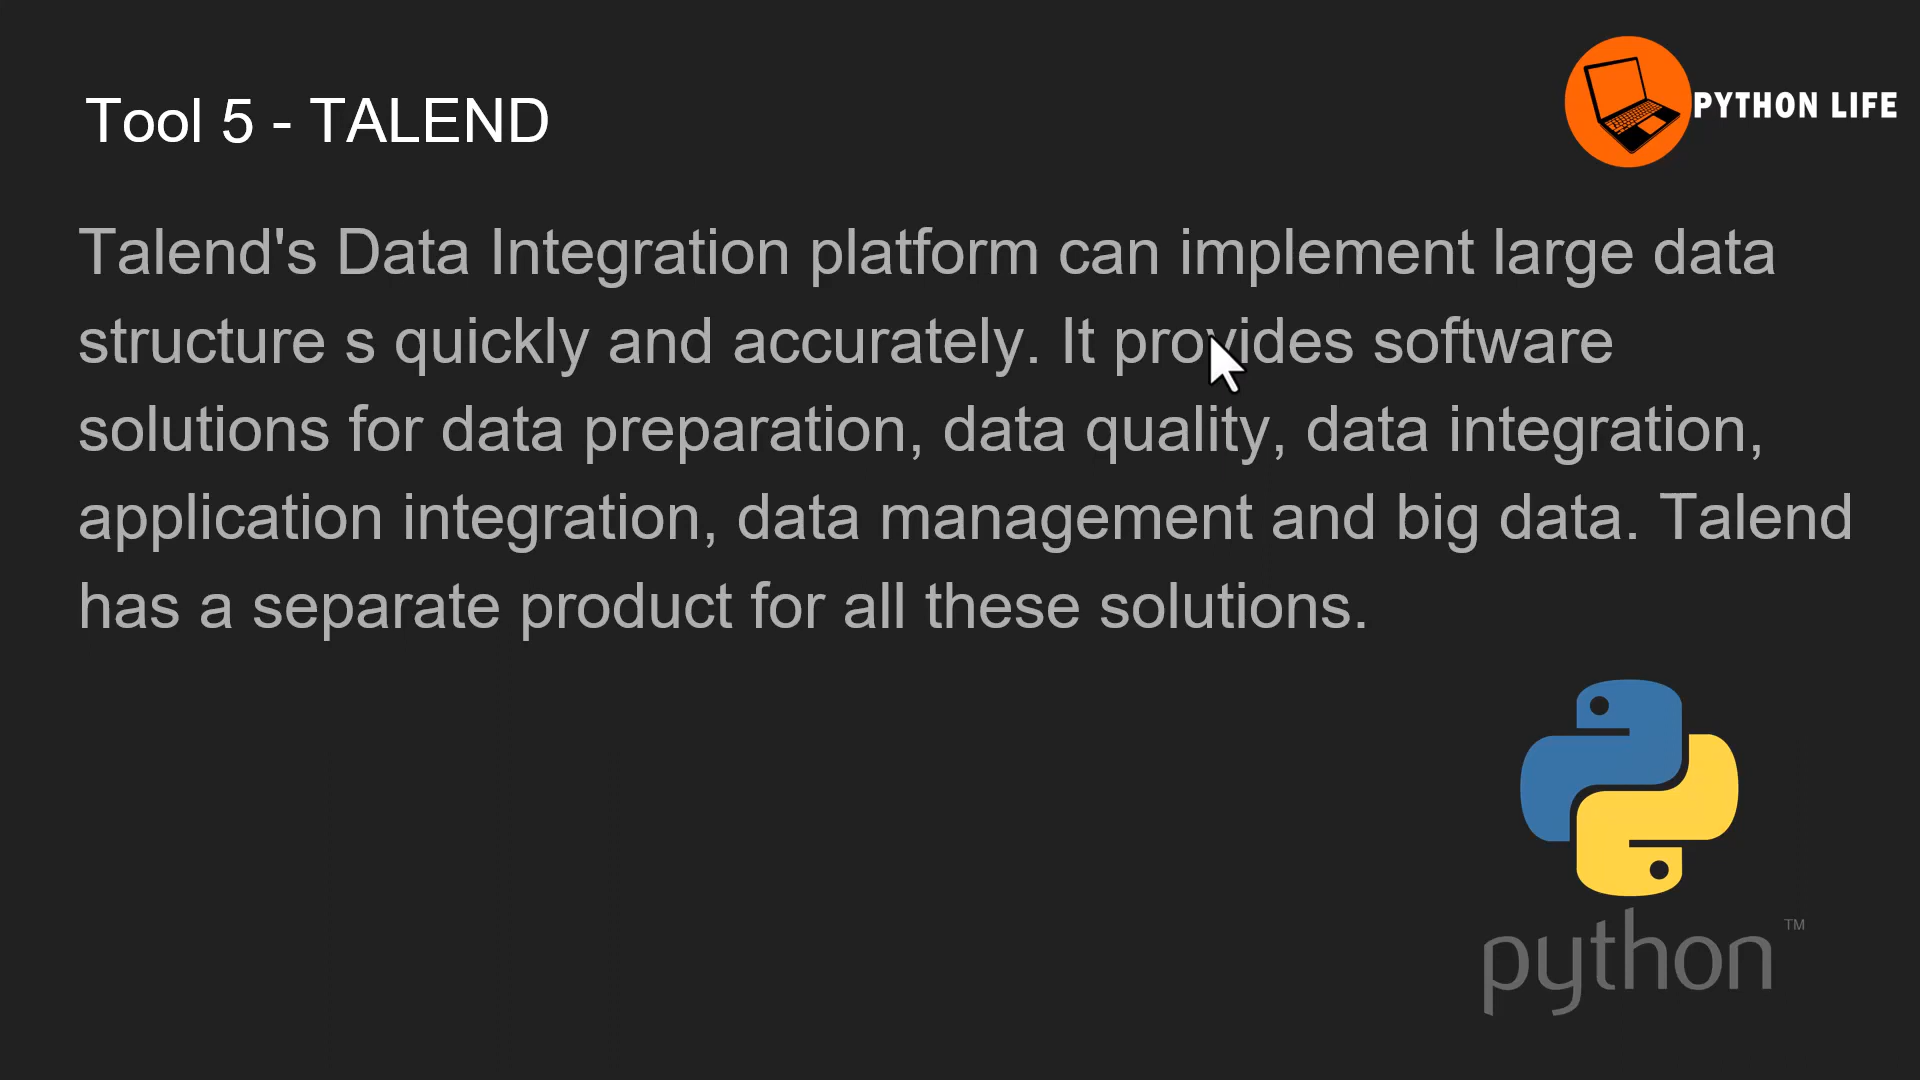 Tool 5 - TALEND
PYTHON LIFE
Talend's Data Integration platform can implement large data
structure s quickly and accurately. It provides software
solutions for data preparation, data quality, data integration,
application integration, data management and big data. Talend
has a separate product for all these solutions.
python™